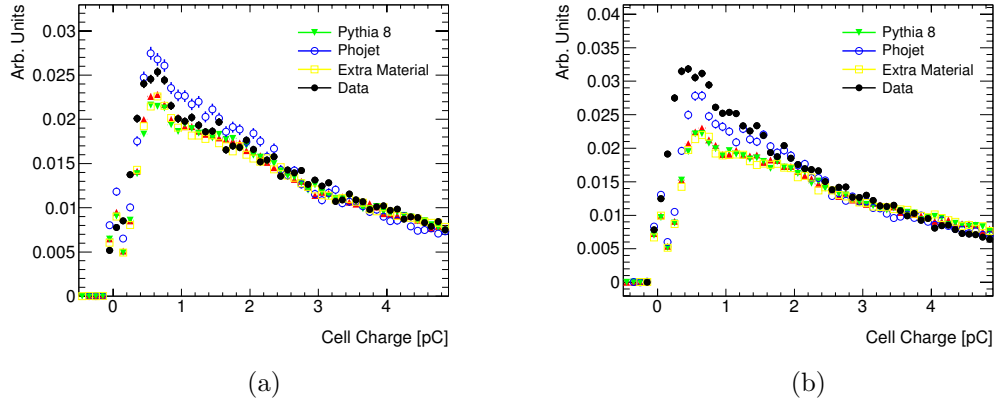 Arb. Units
0.03
0.025
0.02
0.015
0.01
0.005
0
Pythia 8
Phojet
Extra Material
Data
0 1 2 3 4
Cell Charge [pC]
(a)
Arb. Units
0.04
0.035
0.03
0.025
0.02
0.015
0.01
0.005
0
Pythia 8
Phojet
Extra Material
Data
0 1 2 3 4
Cell Charge [pC]
(b)